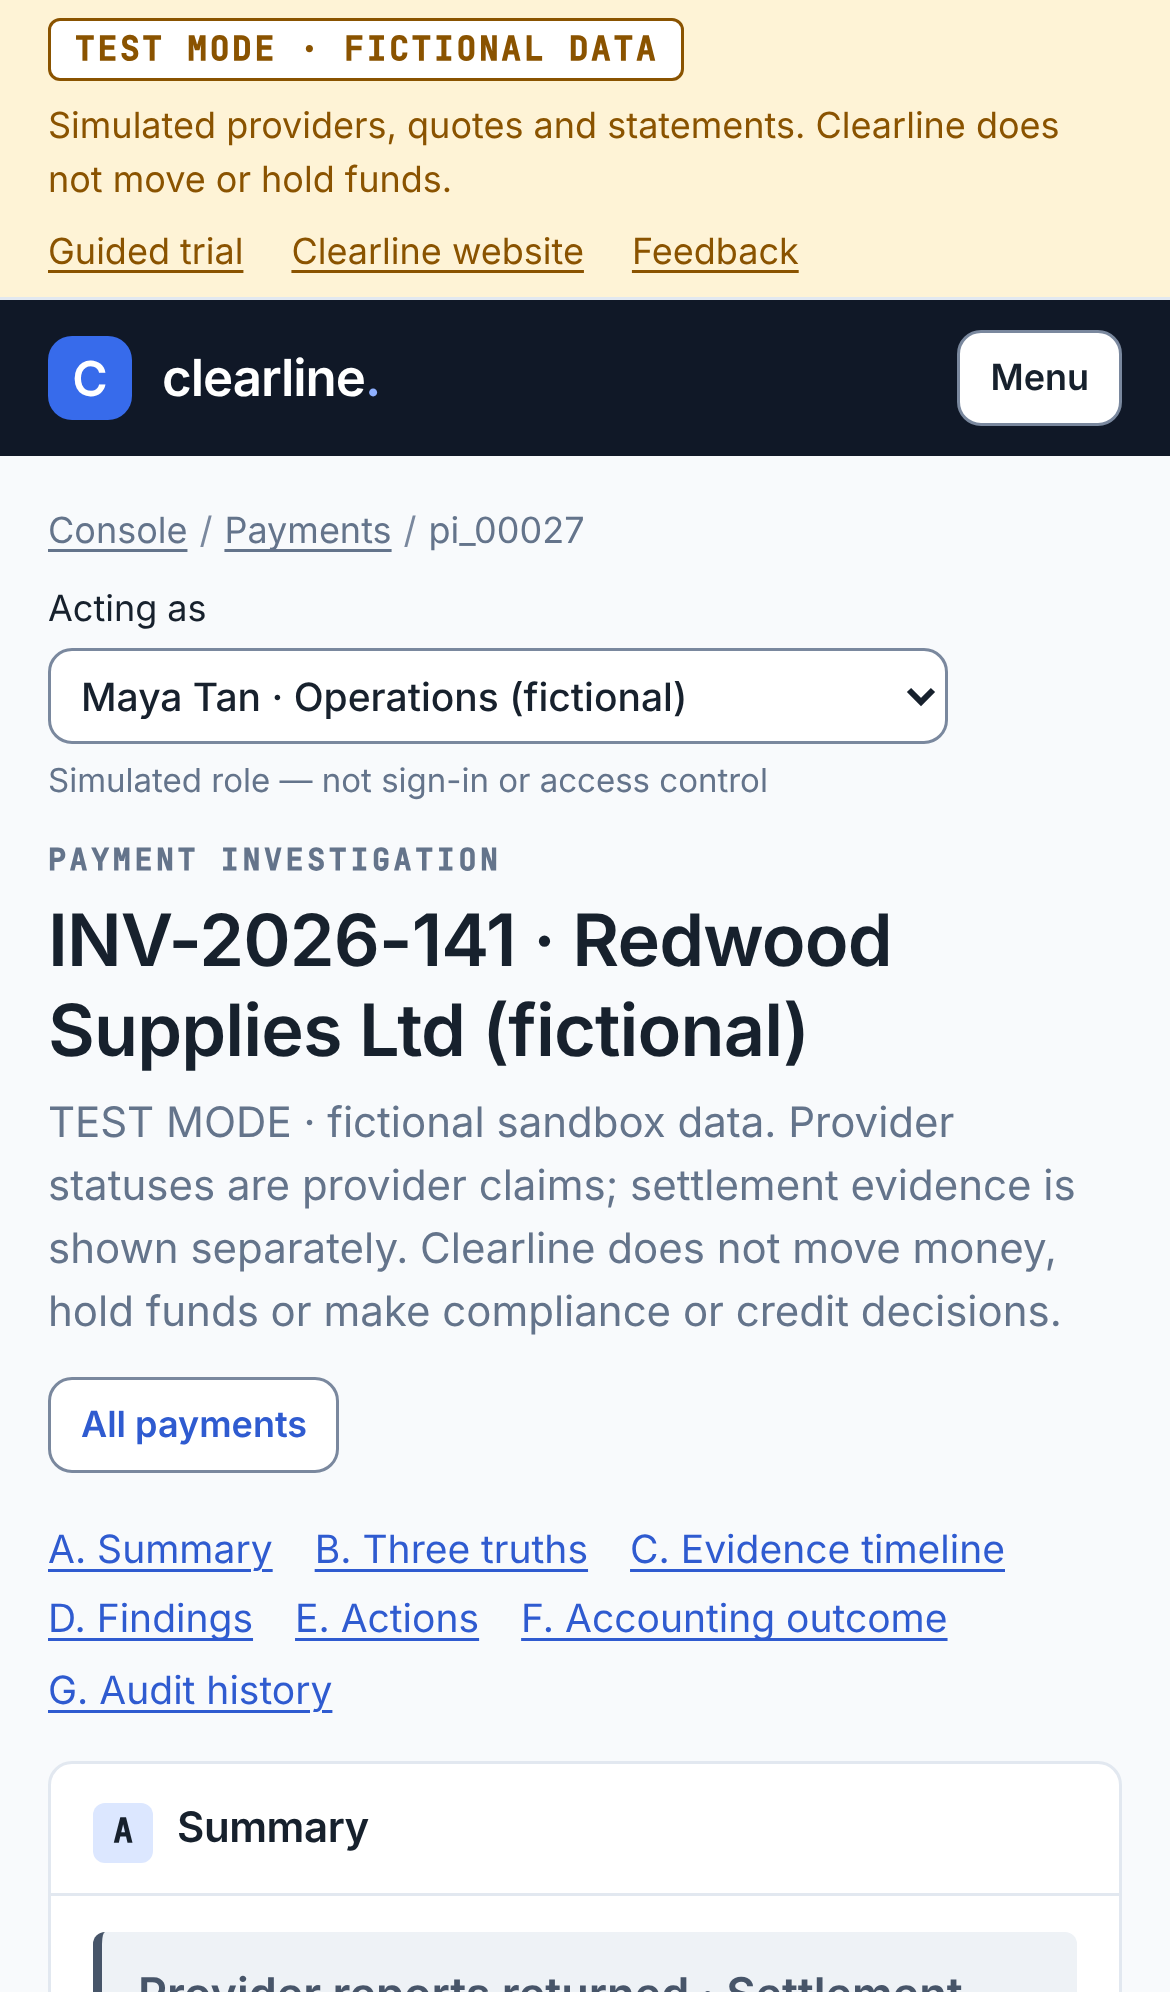 TEST MODE · FICTIONAL DATA
Simulated providers, quotes and statements. Clearline does
not move or hold funds.
Guided trial Clearline website Feedback
C clearline. Menu
Console / Payments / pi_00027
Acting as
Maya Tan · Operations (fictional)
Simulated role — not sign-in or access control
PAYMENT INVESTIGATION
INV-2026-141 · Redwood
Supplies Ltd (fictional)
TEST MODE · fictional sandbox data. Provider
statuses are provider claims; settlement evidence is
shown separately. Clearline does not move money,
hold funds or make compliance or credit decisions.
All payments
A. Summary B. Three truths C. Evidence timeline
D. Findings E. Actions F. Accounting outcome
G. Audit history
A Summary
Provider reports returned · Settlement